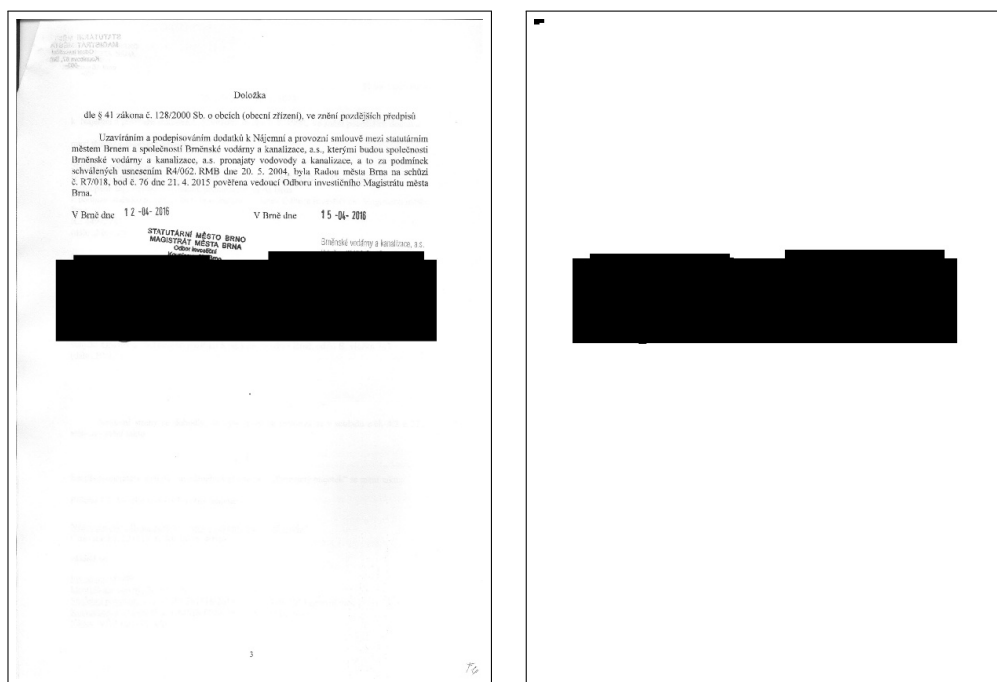 Doložka
dle § 41 zákona č. 128/2000 Sb. o obcích (obecní zřízení), ve znění pozdějších předpisů
Uzavíráním a podepisováním dodatků k Nájemní a provozní smlouvě mezi statutárním
městem Brnem a společností Brněnské vodárny a kanalizace, a.s., kterými budou společnosti
Brněnské vodárny a kanalizace, a.s. pronajaty vodovody a kanalizace, a to za podmínek
schválených usnesením R4/062. RMB dne 20. 5. 2004, byla Radou města Brna na schůzi
č. R7/018, bod č. 76 dne 21. 4. 2015 pověřena vedoucí Odboru investičního Magistrátu města
Brna.
V Brně dne 12 -04- 2016 V Brně dne 15 -04- 2016
STATUTÁRNÍ MĚSTO BRNO
MAGISTRÁT MĚSTA BRNA
Odbor investiční
Brněnské vodárny a kanalizace, a.s.
3